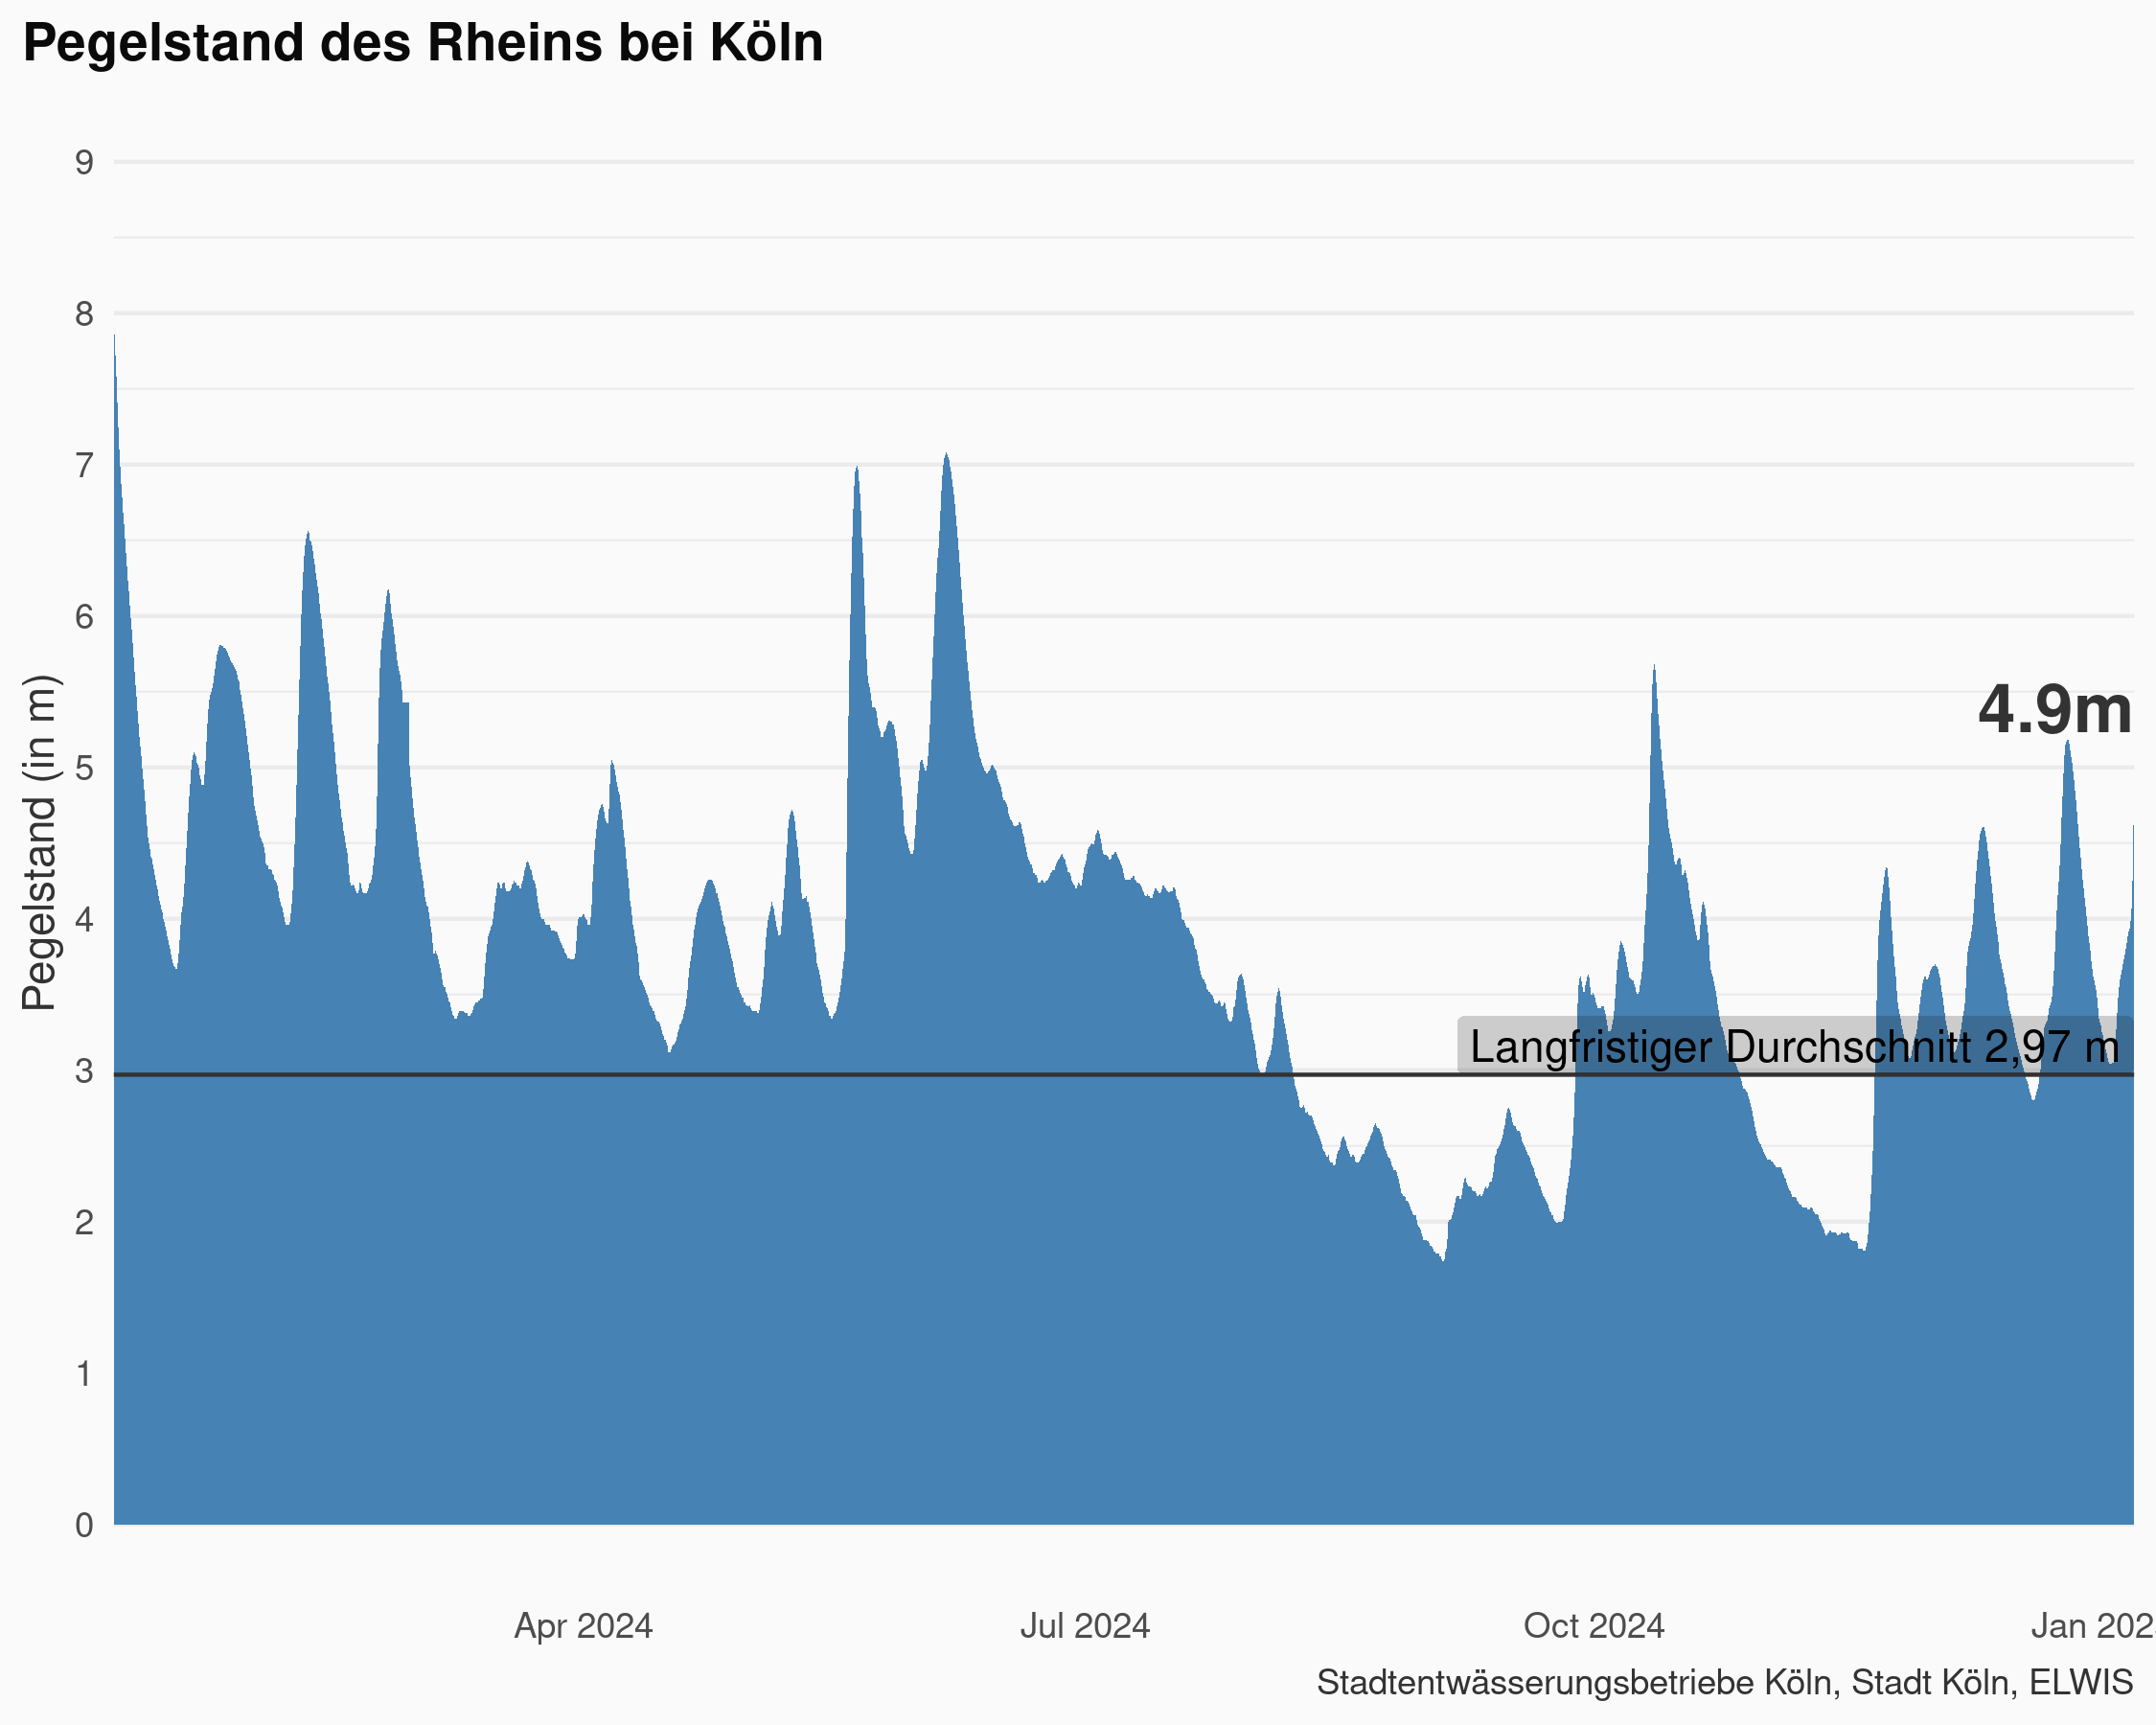 Pegelstand des Rheins bei Köln
Pegelstand (in m)
9
8
7
6
5
4
3
2
1
0
4.9m
Langfristiger Durchschnitt 2,97 m
Apr 2024
Jul 2024
Oct 2024
Jan 202
Stadtentwässerungsbetriebe Köln, Stadt Köln, ELWIS